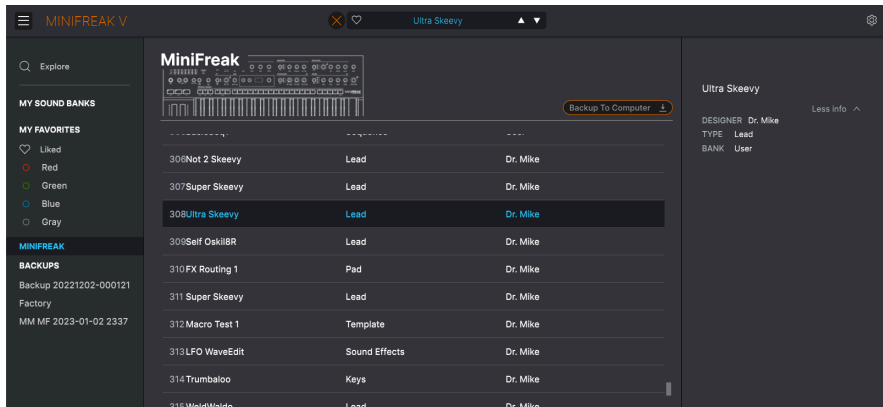 MINIFREAK V
Ultra Skeevy
Explore
MY SOUND BANKS
MY FAVORITES
Liked
Red
Green
Blue
Gray
MINIFREAK
BACKUPS
Backup 20221202-000121
Factory
MM MF 2023-01-02 2337
MiniFreak
Backup To Computer
306 Not 2 Skeevy Lead Dr. Mike
307 Super Skeevy Lead Dr. Mike
308 Ultra Skeevy Lead Dr. Mike
309 Self Oskil8R Lead Dr. Mike
310 FX Routing 1 Pad Dr. Mike
311 Super Skeevy Lead Dr. Mike
312 Macro Test 1 Template Dr. Mike
313 LFO WaveEdit Sound Effects Dr. Mike
314 Trumbaloo Keys Dr. Mike
315 WeldWaldo Lead Dr. Mike
Ultra Skeevy
Less info
DESIGNER Dr. Mike
TYPE Lead
BANK User